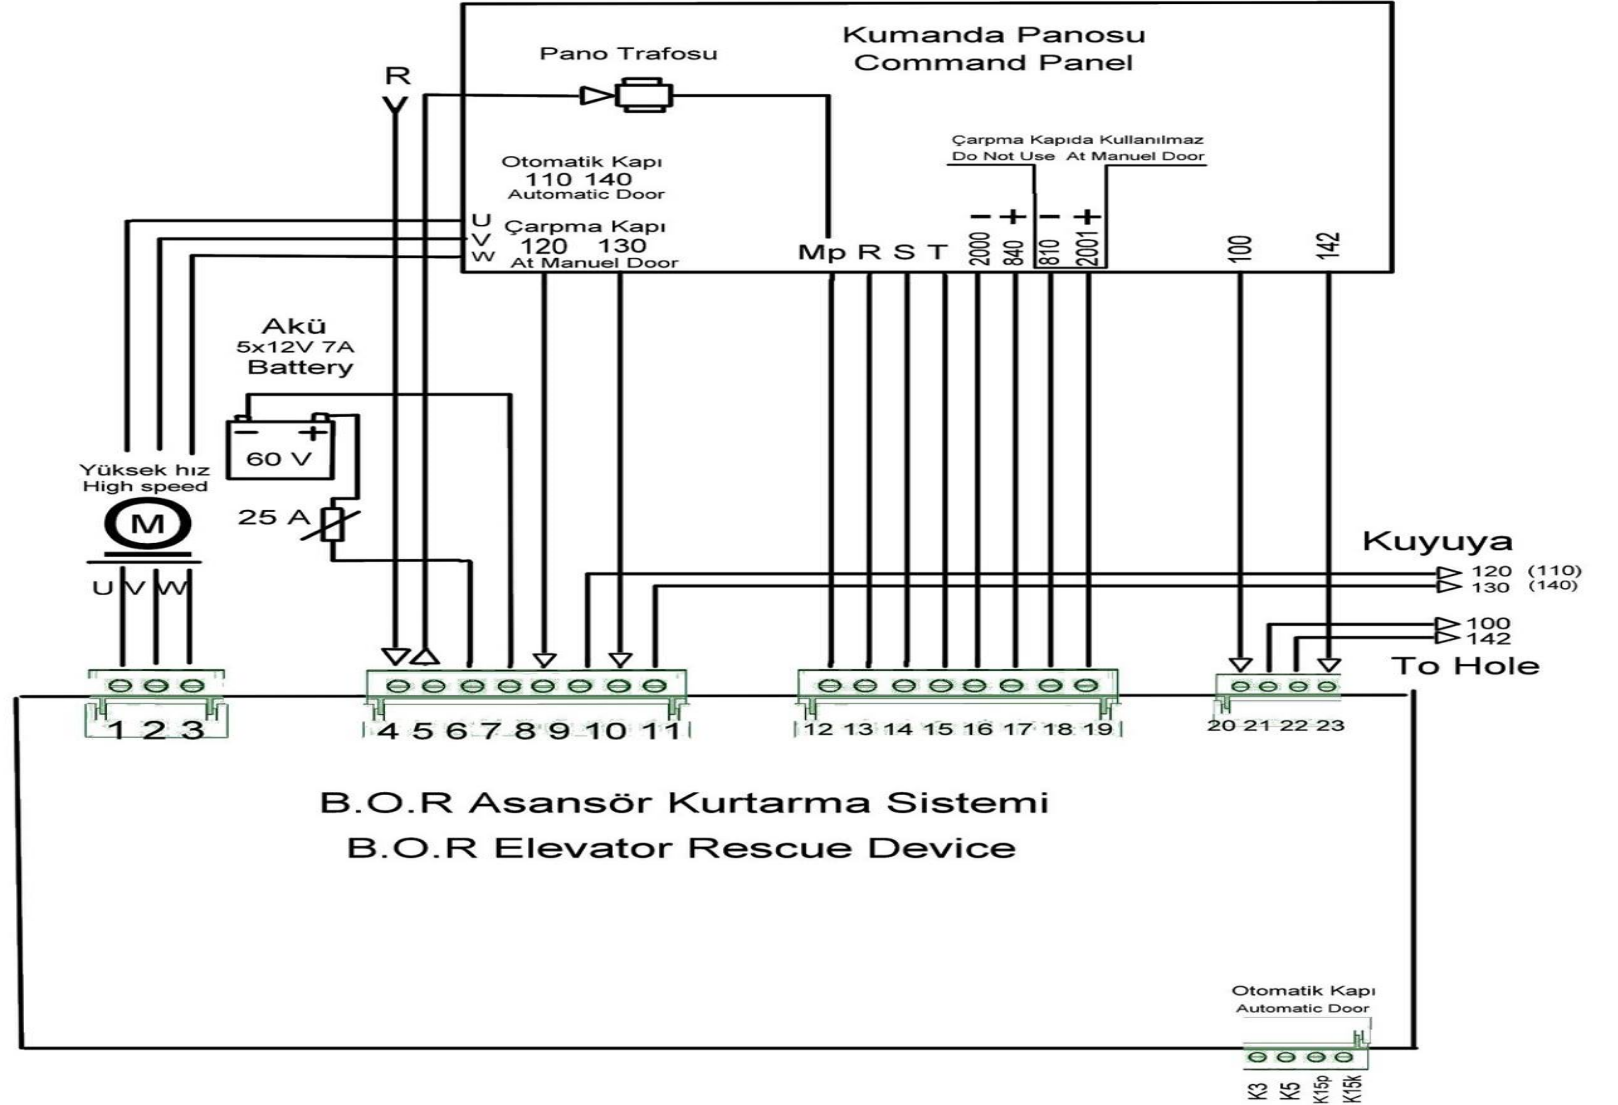 Kumanda Panosu
Command Panel
Pano Trafosu
R
Çarpma Kapıda Kullanılmaz
Do Not Use At Manuel Door
Otomatik Kapı
110 140
Automatic Door
U
V
W
Çarpma Kapı
120 130
At Manuel Door
Mp R S T
- + - +
2000 840 810 2001
100 142
Akü
5x12V 7A
Battery
- +
60 V
25 A
Yüksek hız
High speed
M
U V W
Kuyuya
120 (110)
130 (140)
100
142
To Hole
1 2 3
4 5 6 7 8 9 10 11
12 13 14 15 16 17 18 19
20 21 22 23
B.O.R Asansör Kurtarma Sistemi
B.O.R Elevator Rescue Device
Otomatik Kapı
Automatic Door
K3 K5 K15p K15k